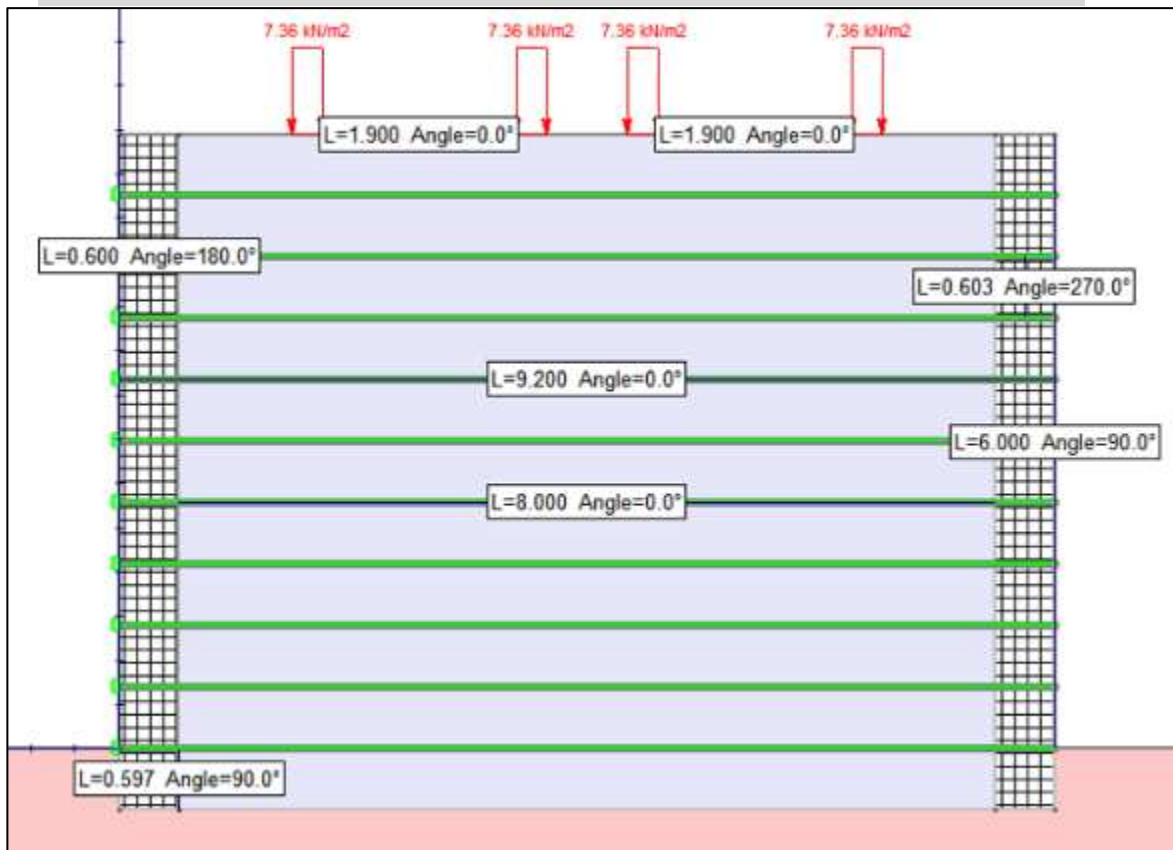 7.36 kN/m2 7.36 kN/m2 7.36 kN/m2 7.36 kN/m2
L=1.900 Angle=0.0° L=1.900 Angle=0.0°
L=0.600 Angle=180.0°
L=0.603 Angle=270.0°
L=9.200 Angle=0.0°
L=6.000 Angle=90.0°
L=8.000 Angle=0.0°
L=0.597 Angle=90.0°